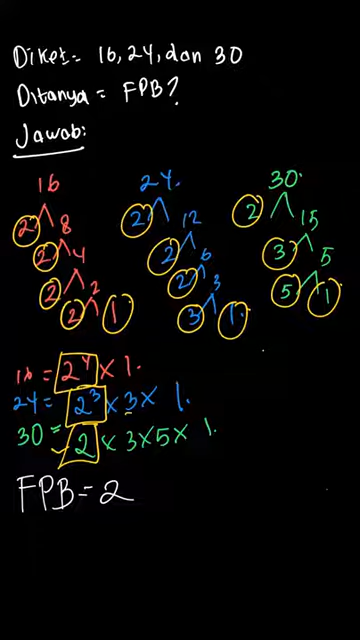 Diket = 16, 24, dan 30
Ditanya = FPB?
Jawab:
16 24. 30.
2 8 2 12 2 15
2 4 2 6 3 5
2 2 2 3 5 1
2 1 3 1.
16 = 2⁴ × 1.
24 = 2³ × 3 × 1.
30 = 2 × 3 × 5 × 1.
FPB = 2